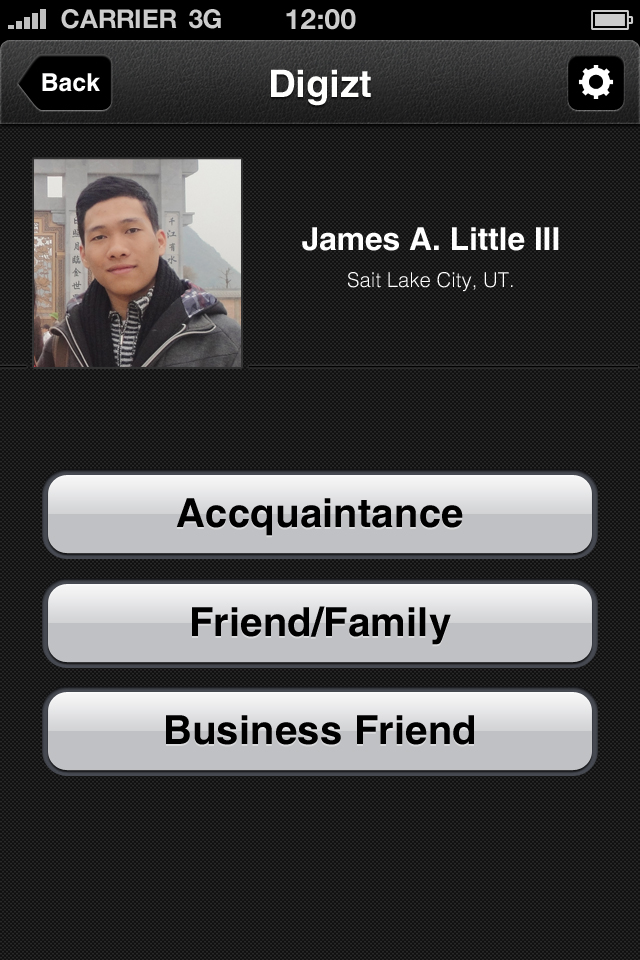 CARRIER 3G 12:00
Back Digizt
James A. Little III
Sait Lake City, UT.
Accquaintance
Friend/Family
Business Friend